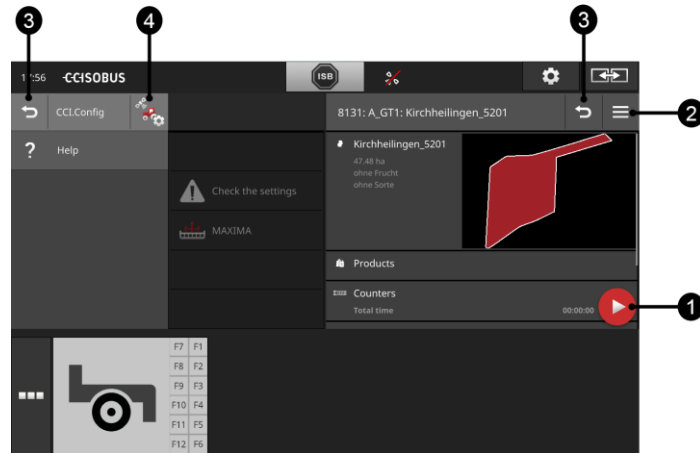 3
4
3
17:56
CCISOBUS
ISB
CCI.Config
8131: A_GT1: Kirchheilingen_5201
2
? Help
Kirchheilingen_5201
47.48 ha
ohne Frucht
ohne Sorte
Check the settings
MAXIMA
Products
Counters
Total time 00:00:00
1
F7 F1
F8 F2
F9 F3
F10 F4
F11 F5
F12 F6